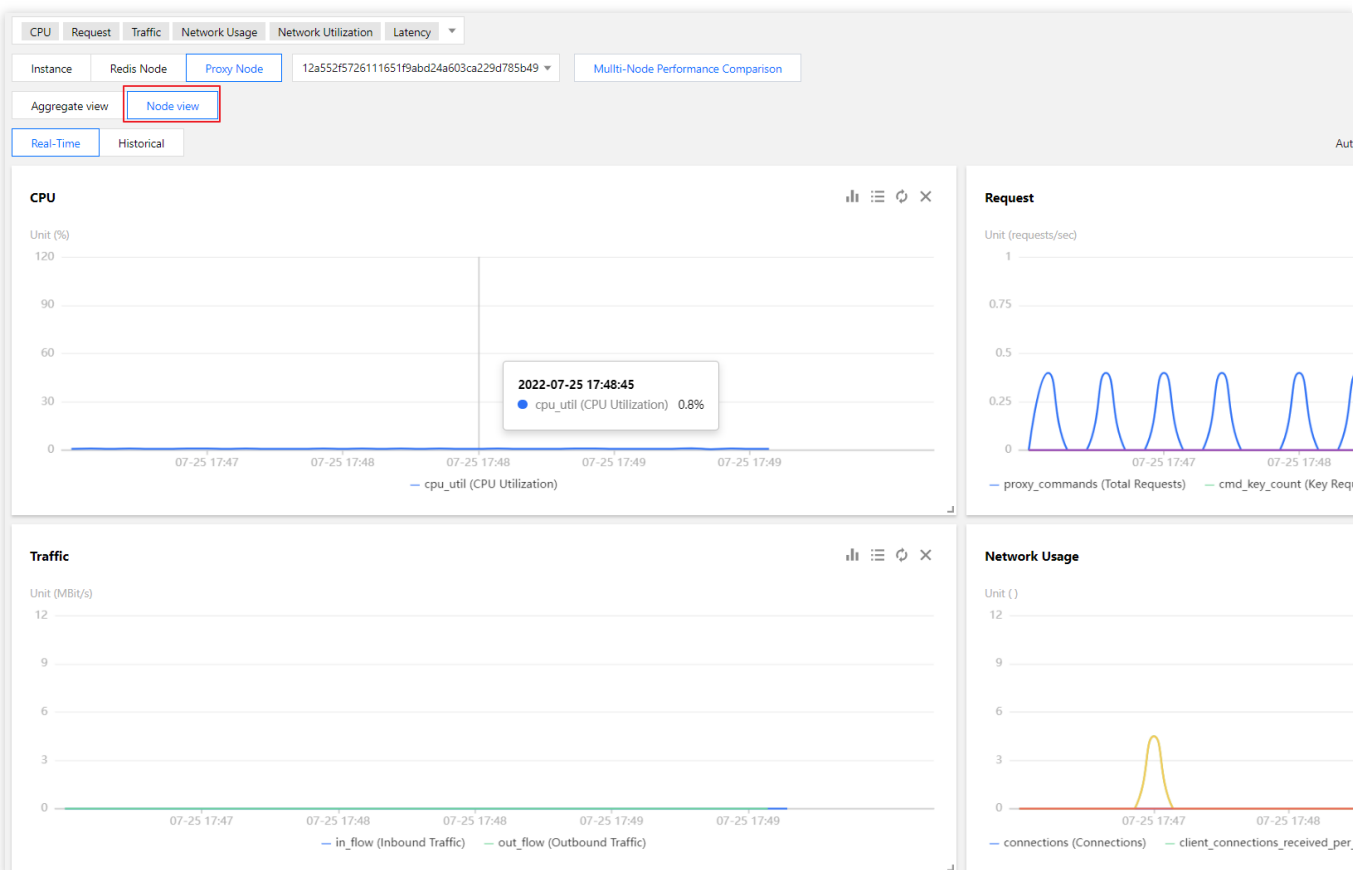 CPU Request Traffic Network Usage Network Utilization Latency
Instance Redis Node Proxy Node 12a552f5726111651f9abd24a603ca229d785b49 Mullti-Node Performance Comparison
Aggregate view Node view
Real-Time Historical Aut
CPU
Unit (%)
120
90
60
30
0
2022-07-25 17:48:45
cpu_util (CPU Utilization) 0.8%
07-25 17:47 07-25 17:48 07-25 17:48 07-25 17:49 07-25 17:49
cpu_util (CPU Utilization)
Request
Unit (requests/sec)
1
0.75
0.5
0.25
0
07-25 17:47 07-25 17:48
proxy_commands (Total Requests) cmd_key_count (Key Requ
Traffic
Unit (MBit/s)
12
9
6
3
0
07-25 17:47 07-25 17:48 07-25 17:48 07-25 17:49 07-25 17:49
in_flow (Inbound Traffic) out_flow (Outbound Traffic)
Network Usage
Unit ( )
12
9
6
3
0
07-25 17:47 07-25 17:48
connections (Connections) client_connections_received_per_